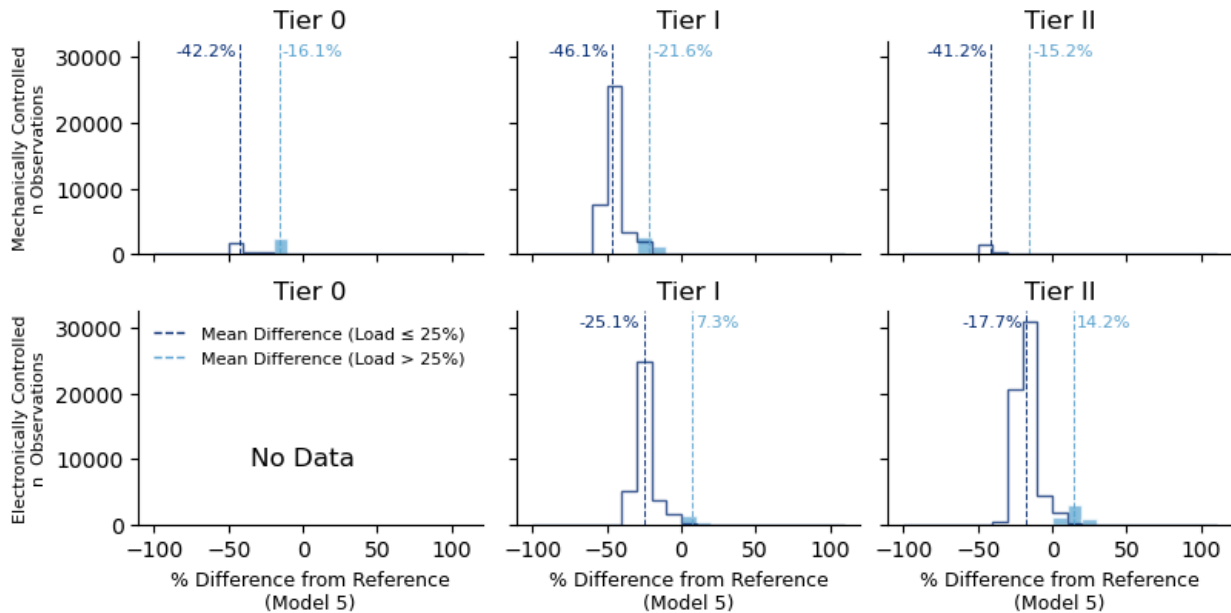 Tier 0
Tier I
Tier II
-42.2%
-16.1%
-46.1%
-21.6%
-41.2%
-15.2%
Mechanically Controlled
n Observations
30000
20000
10000
0
Tier 0
Tier I
Tier II
Mean Difference (Load ≤ 25%)
Mean Difference (Load > 25%)
-25.1%
7.3%
-17.7%
14.2%
Electronically Controlled
n Observations
30000
20000
10000
0
No Data
−100 −50 0 50 100
−100 −50 0 50 100
−100 −50 0 50 100
% Difference from Reference
(Model 5)
% Difference from Reference
(Model 5)
% Difference from Reference
(Model 5)